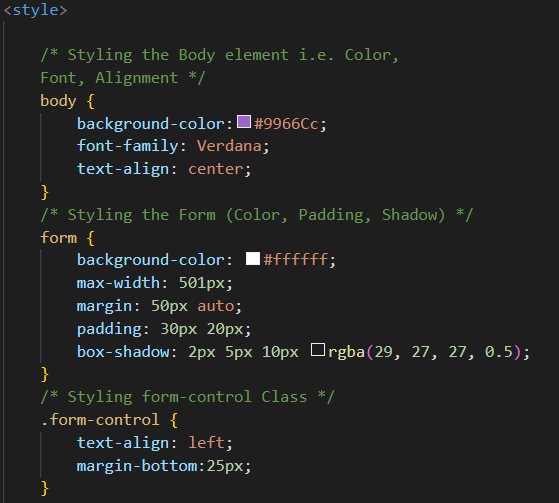 <style>
/* Styling the Body element i.e. Color,
Font, Alignment */
body {
background-color:#9966Cc;
font-family: Verdana;
text-align: center;
}
/* Styling the Form (Color, Padding, Shadow) */
form {
background-color: #ffffff;
max-width: 501px;
margin: 50px auto;
padding: 30px 20px;
box-shadow: 2px 5px 10px rgba(29, 27, 27, 0.5);
}
/* Styling form-control Class */
.form-control {
text-align: left;
margin-bottom:25px;
}